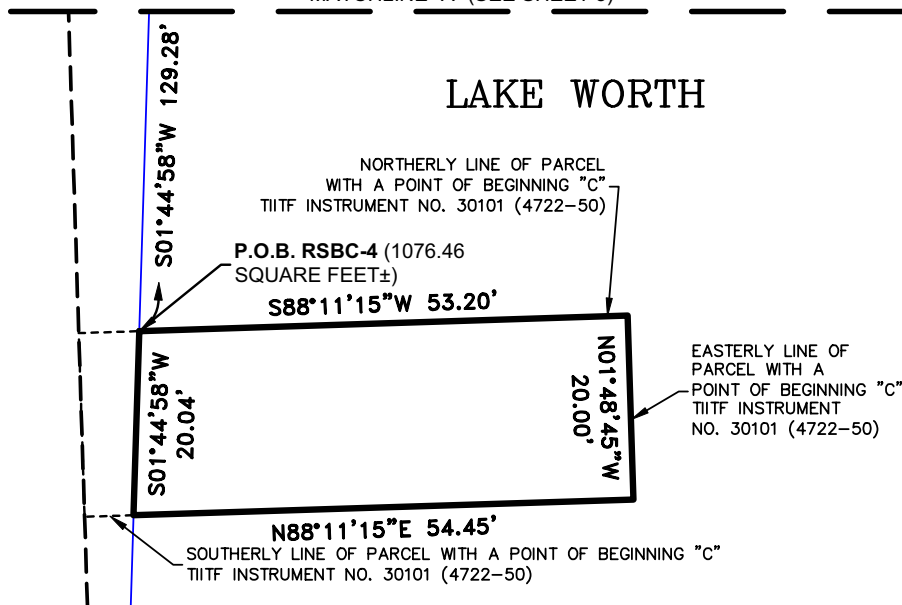 S01°44'58"W 129.28'
LAKE WORTH
NORTHERLY LINE OF PARCEL
WITH A POINT OF BEGINNING "C"
TIITF INSTRUMENT NO. 30101 (4722-50)
P.O.B. RSBC-4 (1076.46
SQUARE FEET±)
S88°11'15"W 53.20'
S01°44'58"W
20.04'
N01°48'45"W
20.00'
EASTERLY LINE OF
PARCEL WITH A
POINT OF BEGINNING "C"
TIITF INSTRUMENT
NO. 30101 (4722-50)
N88°11'15"E 54.45'
SOUTHERLY LINE OF PARCEL WITH A POINT OF BEGINNING "C"
TIITF INSTRUMENT NO. 30101 (4722-50)